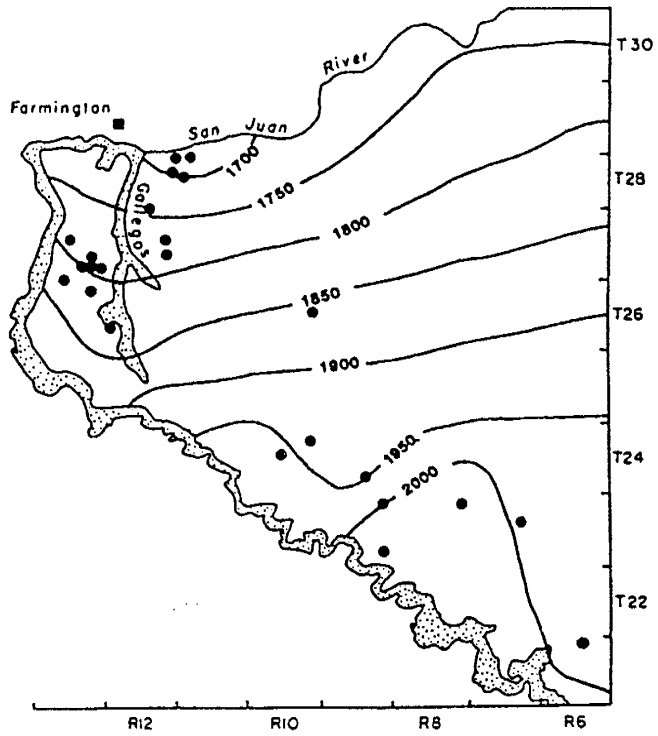 T30
River
Farmington
San Juan
1700
T28
1750
Gallegos
1800
1850
T26
1900
1950
T24
2000
T22
R12 R10 R8 R6